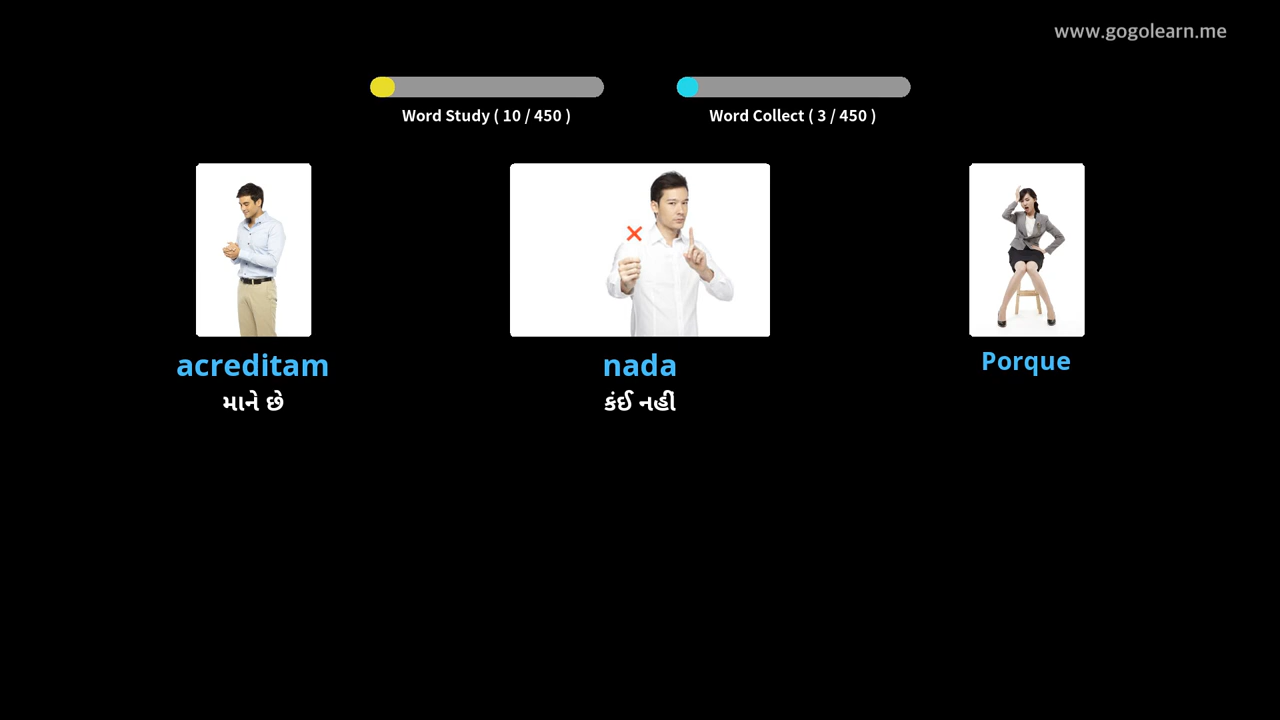 www.gogolearn.me
Word Study ( 10 / 450 )
Word Collect ( 3 / 450 )
acreditam
માને છે
nada
કંઈ નહીં
Porque